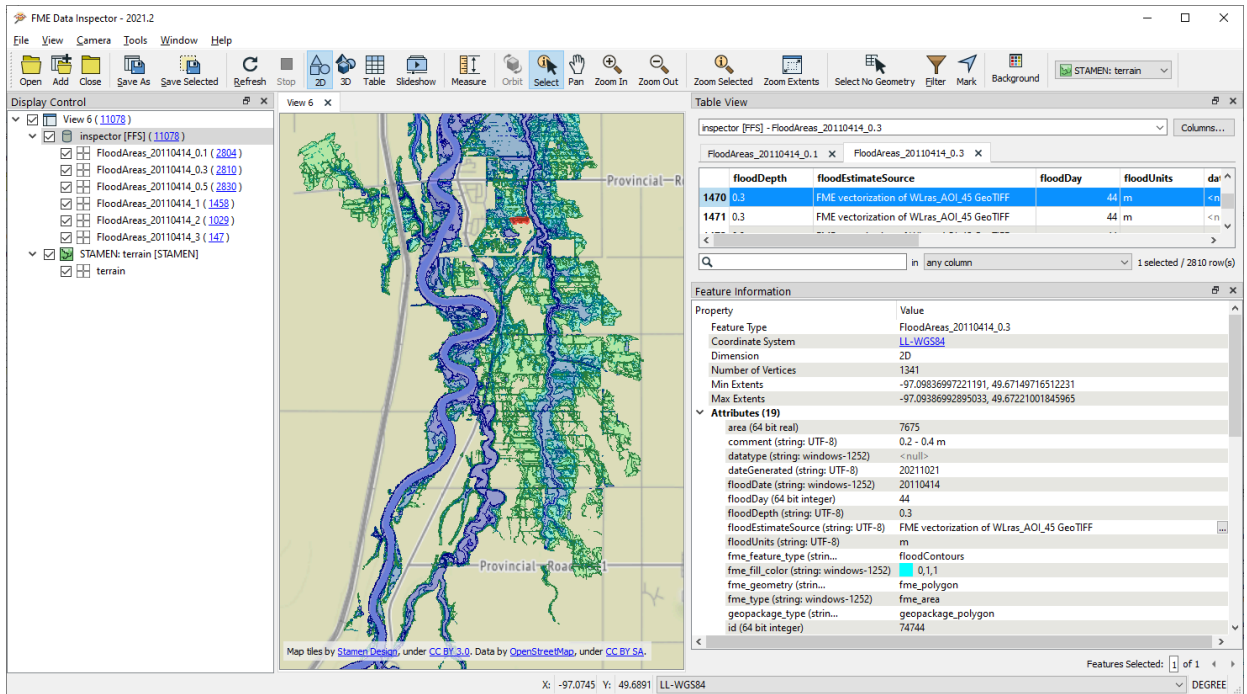 FME Data Inspector - 2021.2
File View Camera Tools Window Help
Open Add Close Save As Save Selected Refresh Stop 2D 3D Table Slideshow Measure Orbit Select Pan Zoom In Zoom Out Zoom Selected Zoom Extents Select No Geometry Filter Mark Background STAMEN: terrain
Display Control
View 6 ( 11078 )
inspector [FFS] ( 11078 )
FloodAreas_20110414_0.1 ( 2804 )
FloodAreas_20110414_0.3 ( 2810 )
FloodAreas_20110414_0.5 ( 2830 )
FloodAreas_20110414_1 ( 1458 )
FloodAreas_20110414_2 ( 1029 )
FloodAreas_20110414_3 ( 147 )
STAMEN: terrain [STAMEN]
terrain
View 6
Provincial R
Provincial Road 1
Map tiles by Stamen Design, under CC BY 3.0. Data by OpenStreetMap, under CC BY SA.
Table View
inspector [FFS] - FloodAreas_20110414_0.3 Columns...
FloodAreas_20110414_0.1 FloodAreas_20110414_0.3
floodDepth floodEstimateSource floodDay floodUnits da
1470 0.3 FME vectorization of WLras_AOI_45 GeoTIFF 44 m <n
1471 0.3 FME vectorization of WLras_AOI_45 GeoTIFF 44 m <n
in any column 1 selected / 2810 row(s)
Feature Information
Property Value
Feature Type FloodAreas_20110414_0.3
Coordinate System LL-WGS84
Dimension 2D
Number of Vertices 1341
Min Extents -97.09836997221191, 49.67149716512231
Max Extents -97.09386992895033, 49.67221001845965
Attributes (19)
area (64 bit real) 7675
comment (string: UTF-8) 0.2 - 0.4 m
datatype (string: windows-1252) <null>
dateGenerated (string: UTF-8) 20211021
floodDate (string: windows-1252) 20110414
floodDay (64 bit integer) 44
floodDepth (string: UTF-8) 0.3
floodEstimateSource (string: UTF-8) FME vectorization of WLras_AOI_45 GeoTIFF ...
floodUnits (string: UTF-8) m
fme_feature_type (strin... floodContours
fme_fill_color (string: windows-1252) 0,1,1
fme_geometry (strin... fme_polygon
fme_type (string: windows-1252) fme_area
geopackage_type (strin... geopackage_polygon
id (64 bit integer) 74744
Features Selected: 1 of 1
X: -97.0745 Y: 49.6891 LL-WGS84 DEGREE